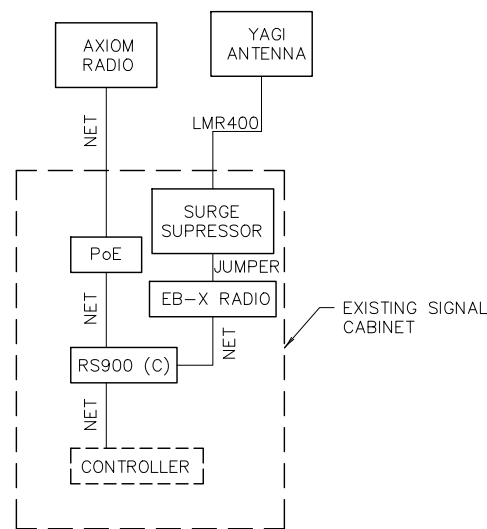 AXIOM
RADIO
YAGI
ANTENNA
NET
LMR400
SURGE
SUPRESSOR
PoE
JUMPER
EB-X RADIO
NET
NET
EXISTING SIGNAL
CABINET
RS900 (C)
NET
CONTROLLER